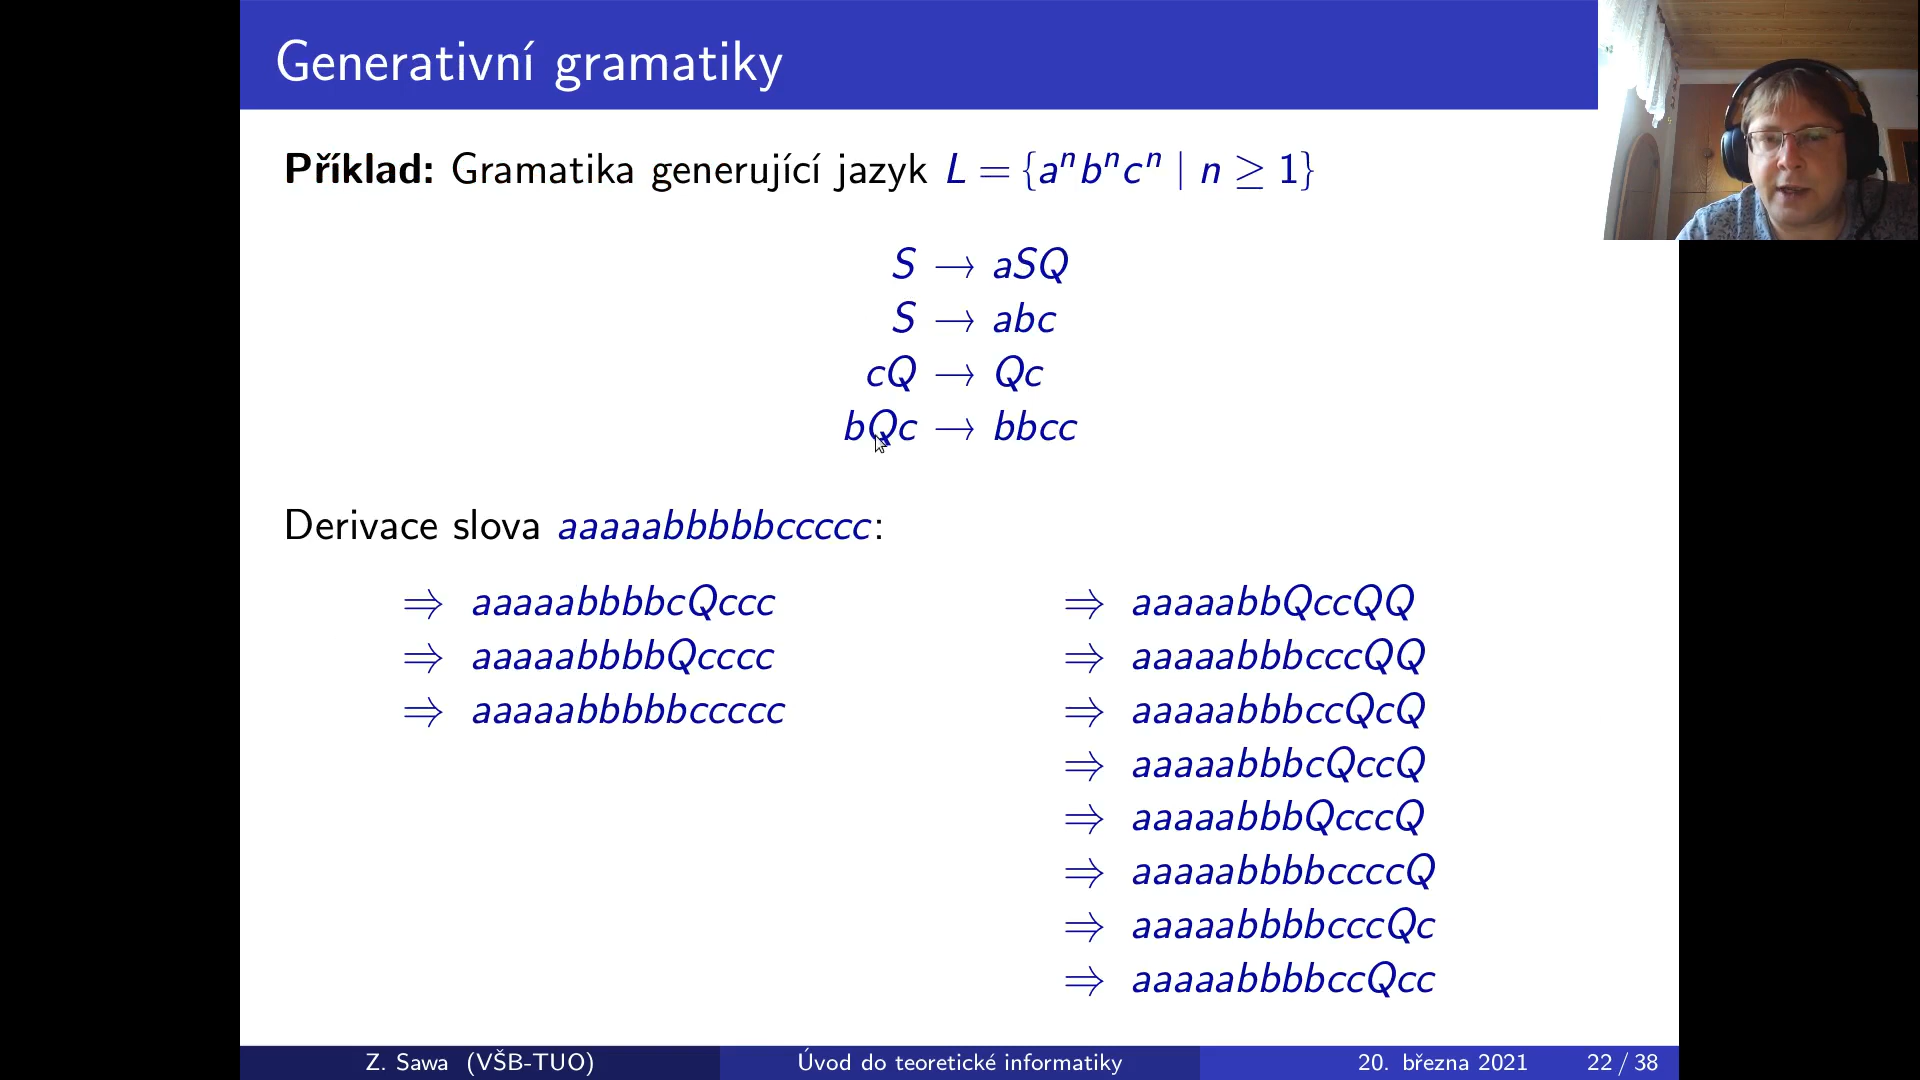 Generativní gramatiky
Příklad: Gramatika generující jazyk L = {aⁿbⁿcⁿ | n ≥ 1}
S → aSQ
S → abc
cQ → Qc
bQc → bbcc
Derivace slova aaaaabbbbbccccc:
⇒ aaaaabbbbcQccc
⇒ aaaaabbbbQcccc
⇒ aaaaabbbbbccccc
⇒ aaaaabbQccQQ
⇒ aaaaabbbcccQQ
⇒ aaaaabbbccQcQ
⇒ aaaaabbbcQccQ
⇒ aaaaabbbQcccQ
⇒ aaaaabbbbccccQ
⇒ aaaaabbbbcccQc
⇒ aaaaabbbbccQcc
Z. Sawa (VŠB-TUO) Úvod do teoretické informatiky 20. března 2021 22 / 38